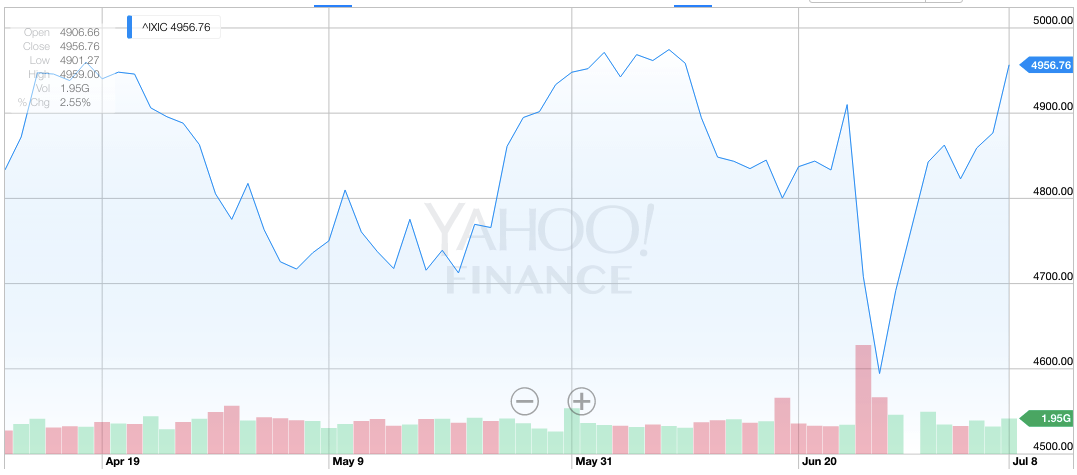 ^IXIC 4956.76
Open 4906.66
Close 4956.76
Low 4901.27
High 4959.00
Vol 1.95G
% Chg 2.55%
5000.00
4956.76
4900.00
4800.00
4700.00
4600.00
1.95G
4500.00
YAHOO!
FINANCE
Apr 19
May 9
May 31
Jun 20
Jul 8